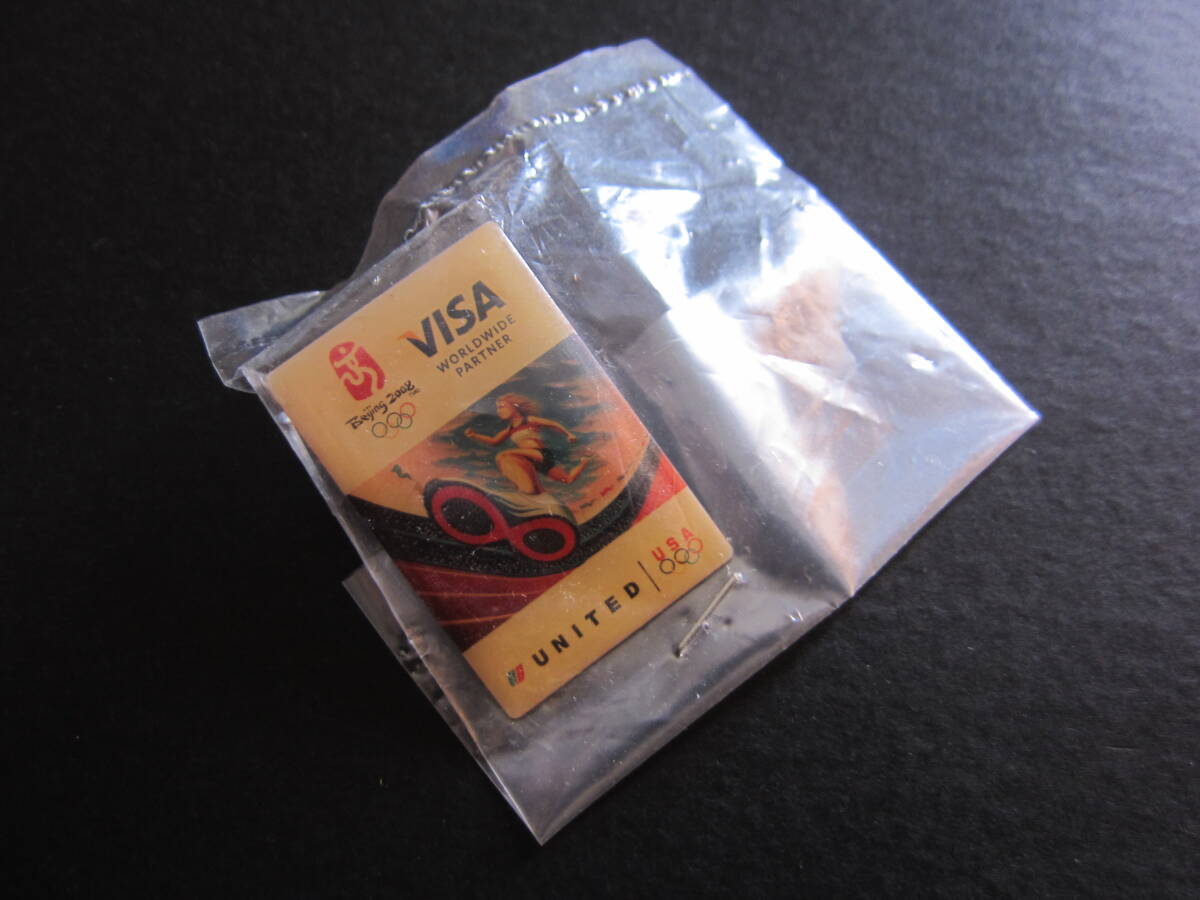 VISA
WORLDWIDE
PARTNER
Beijing 2008
UNITED
USA